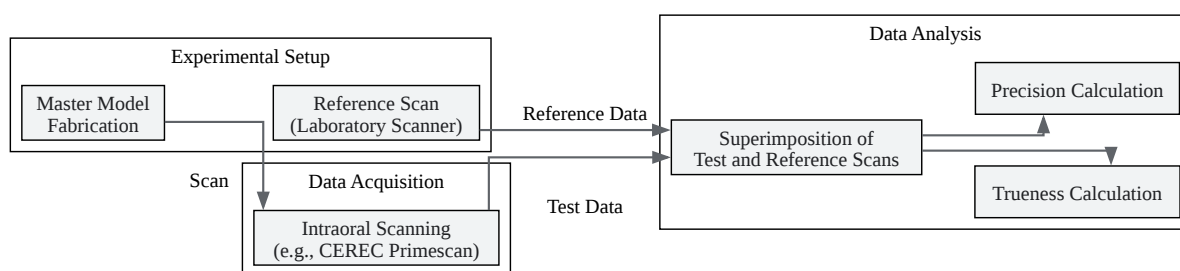 Experimental Setup
Master Model
Fabrication
Reference Scan
(Laboratory Scanner)
Scan
Data Acquisition
Intraoral Scanning
(e.g., CEREC Primescan)
Reference Data
Test Data
Data Analysis
Superimposition of
Test and Reference Scans
Precision Calculation
Trueness Calculation